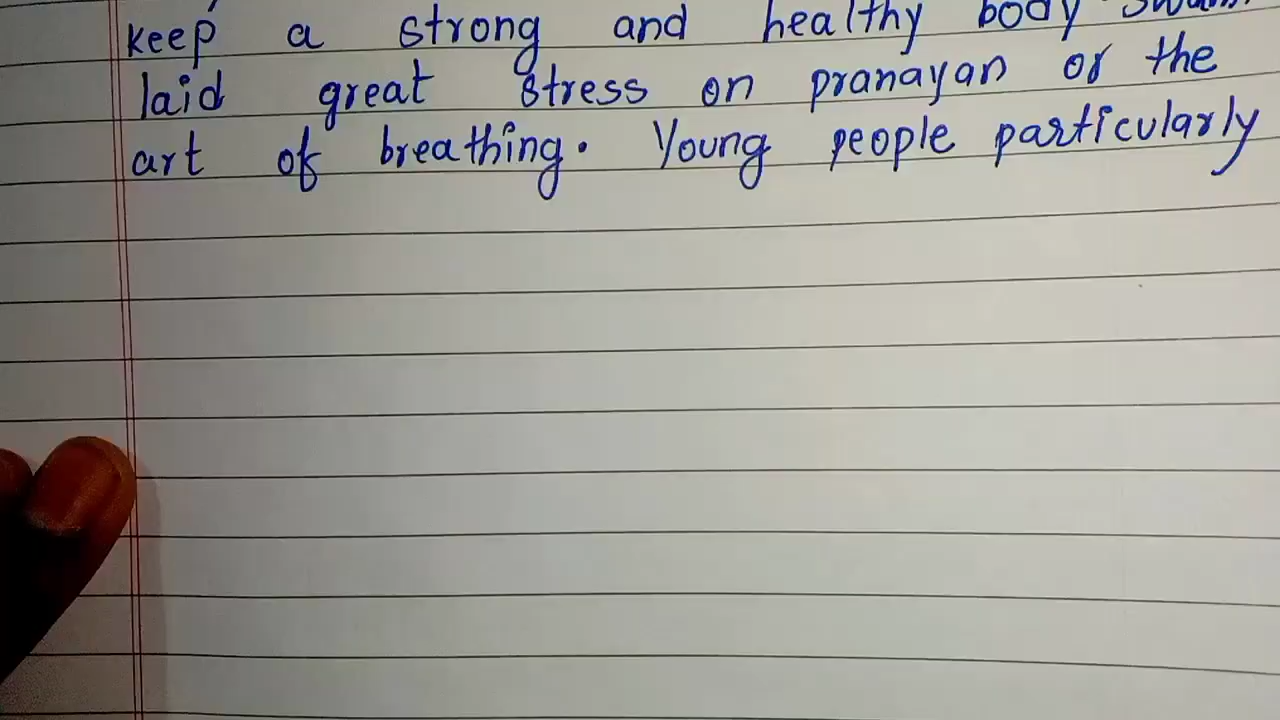 keep a strong and healthy body
laid great stress on pranayan or the
art of breathing. Young people particularly